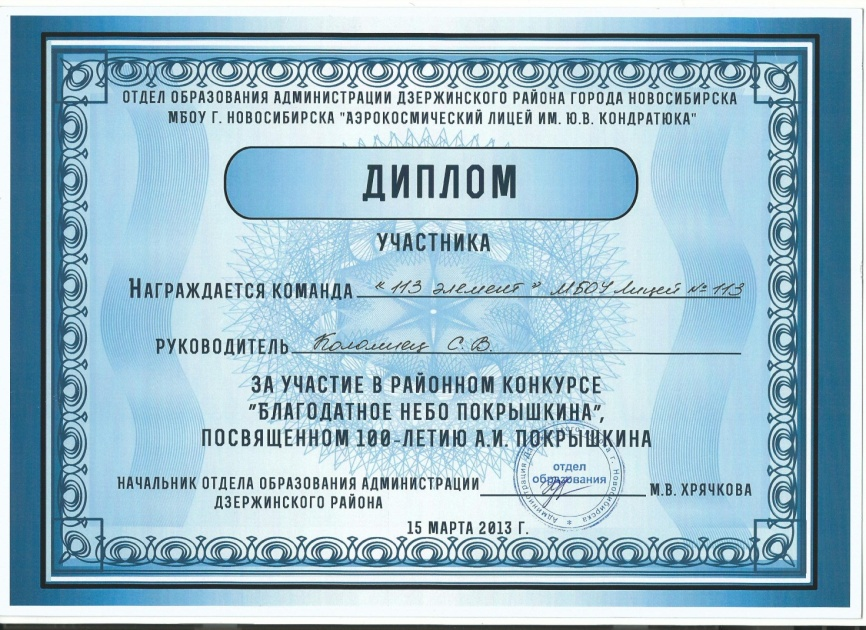 ОТДЕЛ ОБРАЗОВАНИЯ АДМИНИСТРАЦИИ ДЗЕРЖИНСКОГО РАЙОНА ГОРОДА НОВОСИБИРСКА
МБОУ Г. НОВОСИБИРСКА "АЭРОКОСМИЧЕСКИЙ ЛИЦЕЙ ИМ. Ю.В. КОНДРАТЮКА"
ДИПЛОМ
УЧАСТНИКА
НАГРАЖДАЕТСЯ КОМАНДА "113 элемент" МБОУ Лицей № 113
РУКОВОДИТЕЛЬ Коломиец С. В.
ЗА УЧАСТИЕ В РАЙОННОМ КОНКУРСЕ
"БЛАГОДАТНОЕ НЕБО ПОКРЫШКИНА",
ПОСВЯЩЕННОМ 100-ЛЕТИЮ А.И. ПОКРЫШКИНА
НАЧАЛЬНИК ОТДЕЛА ОБРАЗОВАНИЯ АДМИНИСТРАЦИИ
ДЗЕРЖИНСКОГО РАЙОНА
М.В. ХРЯЧКОВА
отдел
образования
Администрация г. Новосибирска
15 МАРТА 2013 Г.